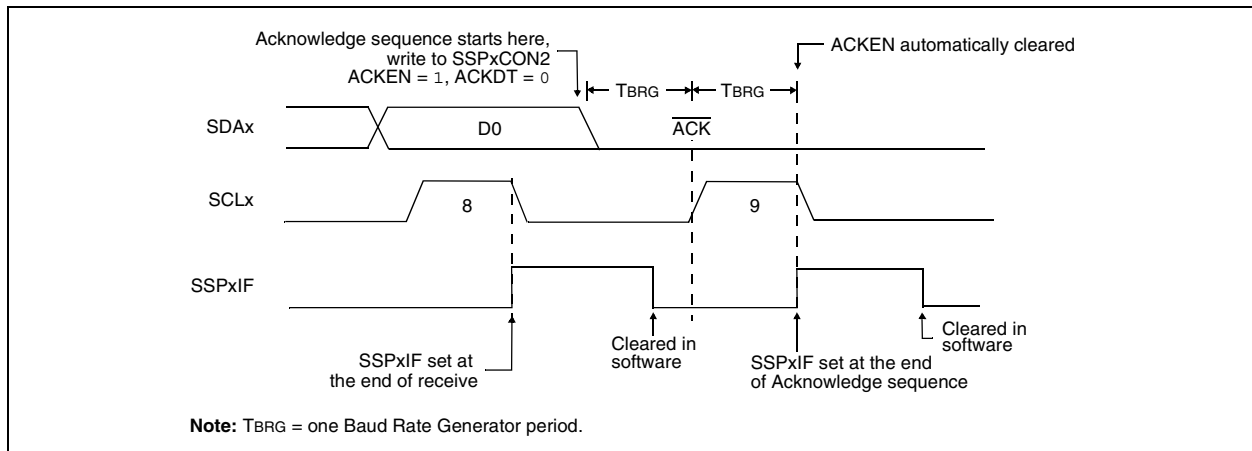 Acknowledge sequence starts here,
write to SSPxCON2
ACKEN = 1, ACKDT = 0
ACKEN automatically cleared
TBRG
TBRG
SDAx
D0
ACK
SCLx
8
9
SSPxIF
SSPxIF set at
the end of receive
Cleared in
software
SSPxIF set at the end
of Acknowledge sequence
Cleared in
software
Note: TBRG = one Baud Rate Generator period.